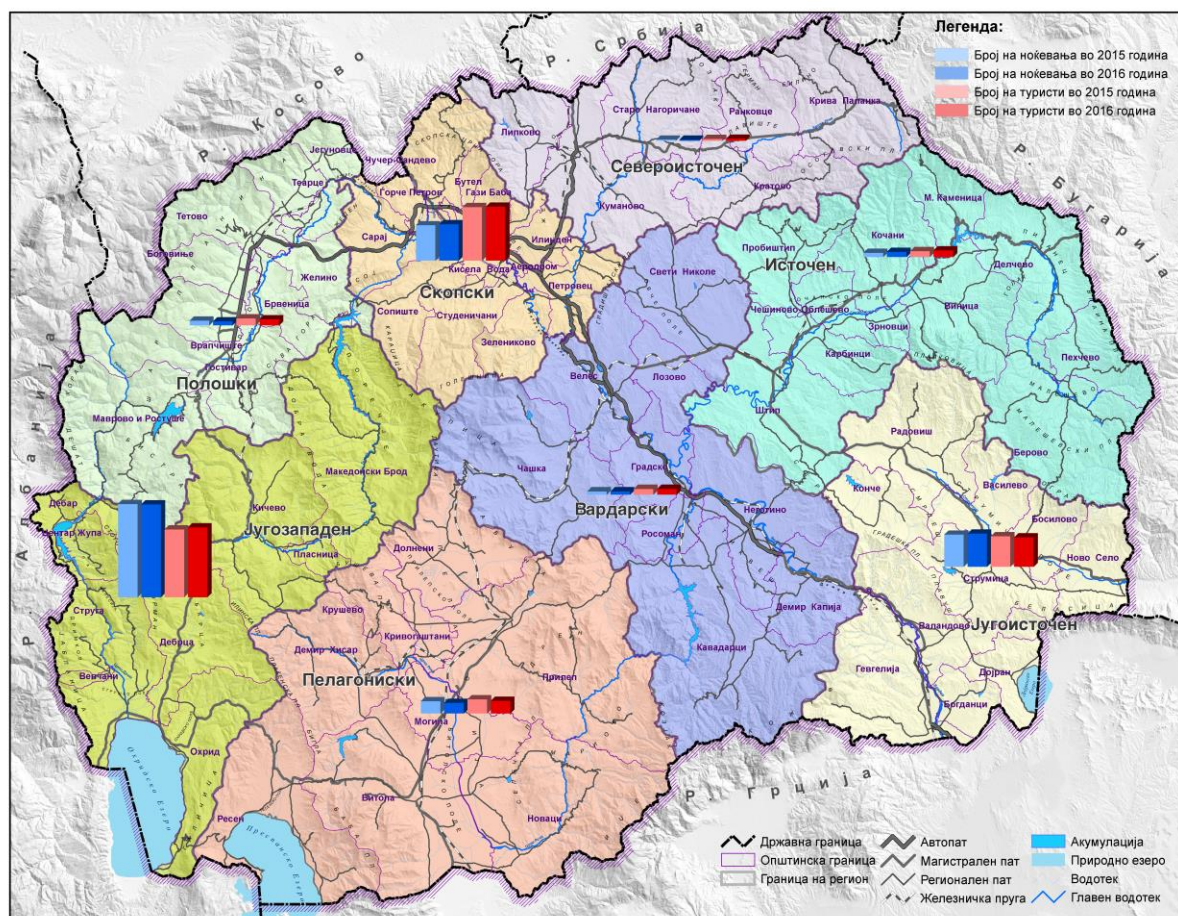 Легенда:
Број на ноќевања во 2015 година
Број на ноќевања во 2016 година
Број на туристи во 2015 година
Број на туристи во 2016 година
Р. Србија
Р. Косово
Р. Бугарија
Р. Албанија
Р. Грција
Старо Нагоричане
Ранковце
Крива Паланка
Липково
Североисточен
Куманово
Кратово
Јегуновце
Теарце
Тетово
Боговиње
Желино
Брвеница
Врапчиште
Гостивар
Полошки
Маврово и Ростуше
Чучер-Сандево
Бутел
Горче Петров
Гази Баба
Сарај
Илинден
Кисела Вода
Аеродром
Петровец
Скопски
Сопиште
Студеничани
Зелениково
М. Каменица
Кочани
Пробиштип
Источен
Делчево
Чешиново-Облешево
Виница
Зрновци
Карбинци
Пехчево
Штип
Берово
Свети Николе
Велес
Лозово
Чашка
Градско
Вардарски
Неготино
Росоман
Демир Капија
Кавадарци
Радовиш
Конче
Василево
Босилово
Ново Село
Струмица
Југоисточен
Валандово
Гевгелија
Дојран
Богданци
Македонски Брод
Дебар
Центар Жупа
Кичево
Југозападен
Пласница
Струга
Дебрца
Вевчани
Охрид
Охридско Езеро
Долнени
Крушево
Кривогаштани
Демир Хисар
Пелагониски
Прилеп
Могила
Битола
Новаци
Ресен
Преспанско Езеро
Државна граница
Општинска граница
Граница на регион
Автопат
Магистрален пат
Регионален пат
Железничка пруга
Акумулација
Природно езеро
Водотек
Главен водотек